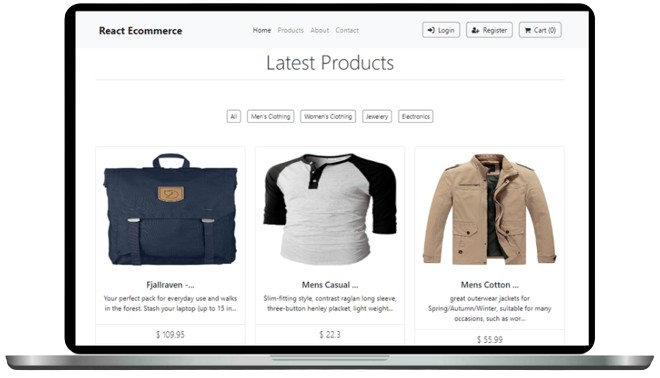 React Ecommerce
Home Products About Contact
Login Register Cart (0)
Latest Products
All Men's Clothing Women's Clothing Jewelery Electronics
Fjallraven -...
Your perfect pack for everyday use and walks
in the forest. Stash your laptop (up to 15 in...
$ 109.95
Mens Casual ...
Slim-fitting style, contrast raglan long sleeve,
three-button henley placket, light weight...
$ 22.3
Mens Cotton ...
great outerwear jackets for
Spring/Autumn/Winter, suitable for many
occasions, such as wor...
$ 55.99